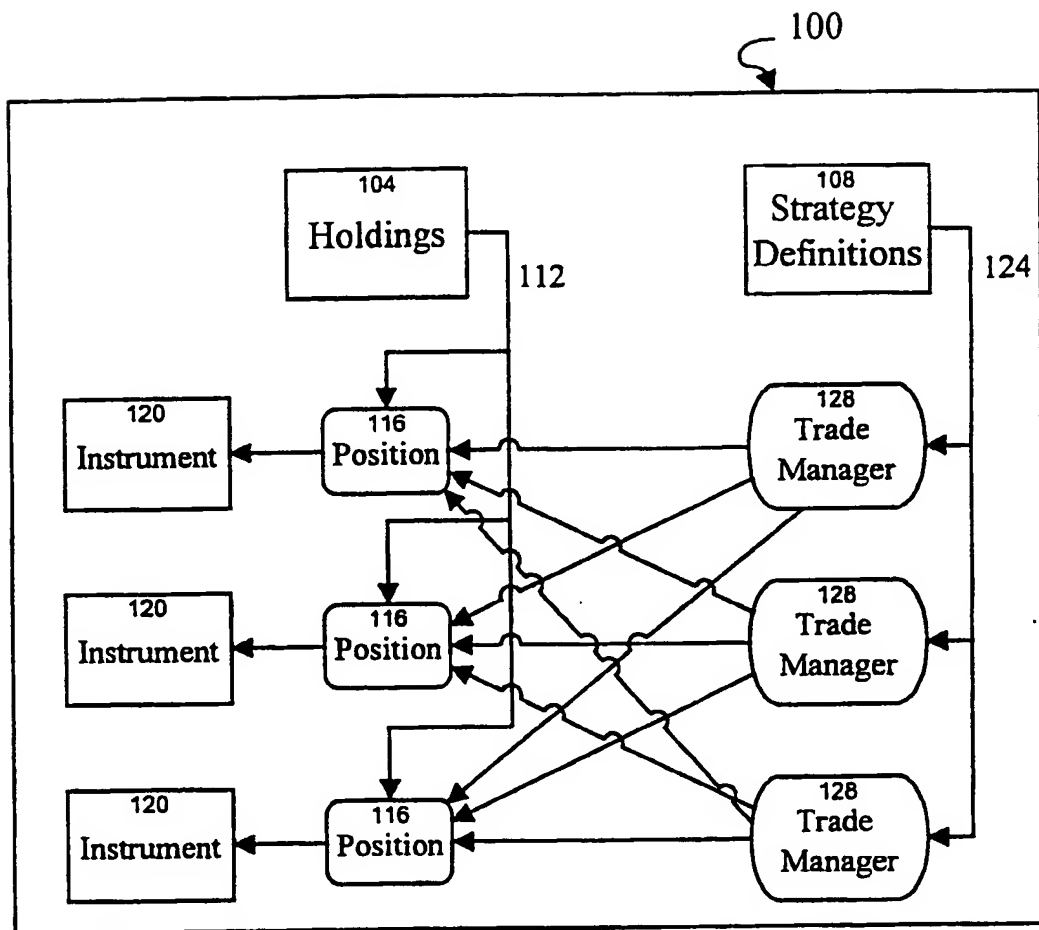 100
104
Holdings
108
Strategy
Definitions
112
124
120
Instrument
116
Position
128
Trade
Manager
120
Instrument
116
Position
128
Trade
Manager
120
Instrument
116
Position
128
Trade
Manager